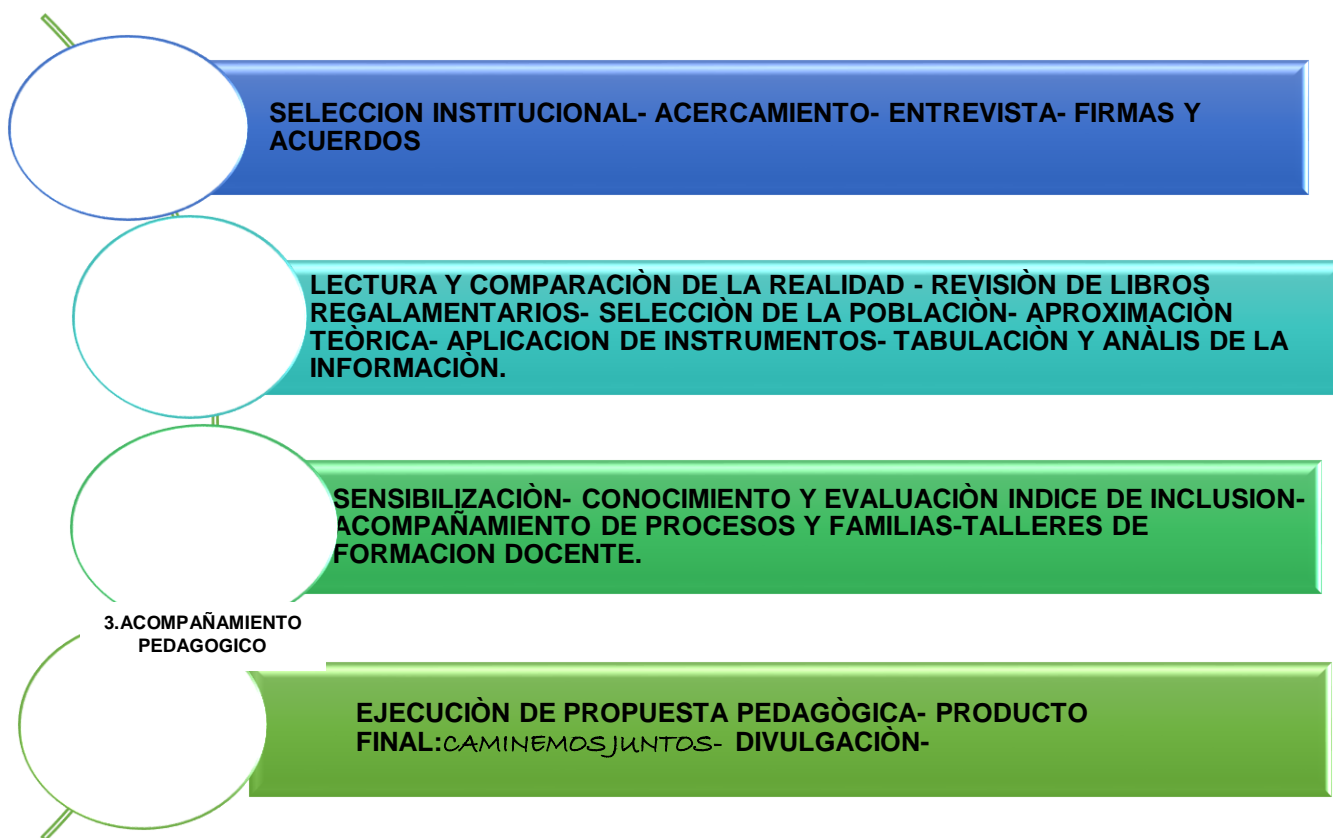 SELECCION INSTITUCIONAL- ACERCAMIENTO- ENTREVISTA- FIRMAS Y
ACUERDOS
LECTURA Y COMPARACIÒN DE LA REALIDAD - REVISIÒN DE LIBROS
REGALAMENTARIOS- SELECCIÒN DE LA POBLACIÒN- APROXIMACIÒN
TEÒRICA- APLICACION DE INSTRUMENTOS- TABULACIÒN Y ANÀLIS DE LA
INFORMACIÒN.
SENSIBILIZACIÒN- CONOCIMIENTO Y EVALUACIÒN INDICE DE INCLUSION-
ACOMPAÑAMIENTO DE PROCESOS Y FAMILIAS-TALLERES DE
FORMACION DOCENTE.
3.ACOMPAÑAMIENTO
PEDAGOGICO
EJECUCIÒN DE PROPUESTA PEDAGÒGICA- PRODUCTO
FINAL:CAMINEMOS JUNTOS- DIVULGACIÒN-